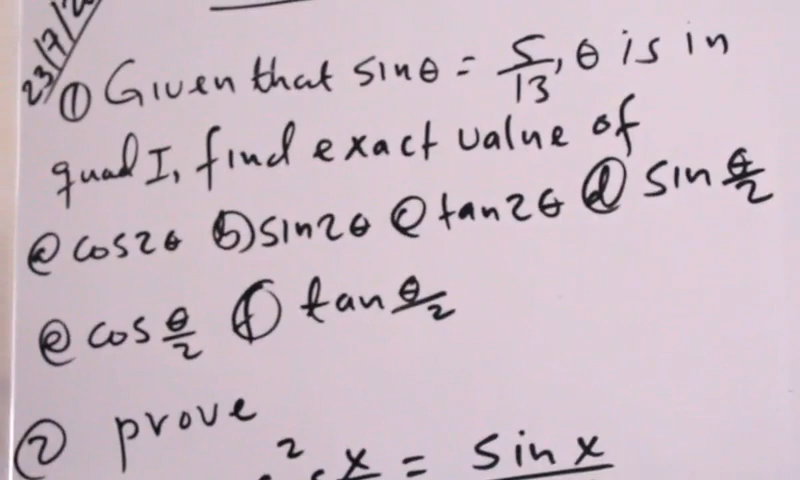 23/7/2
① Given that sinθ = 5/13, θ is in
quad I, find exact value of
ⓐ cos2θ ⓑ sin2θ ⓒ tan2θ ⓓ sin θ/2
ⓔ cos θ/2 ⓕ tan θ/2
② prove
2 x = sin x